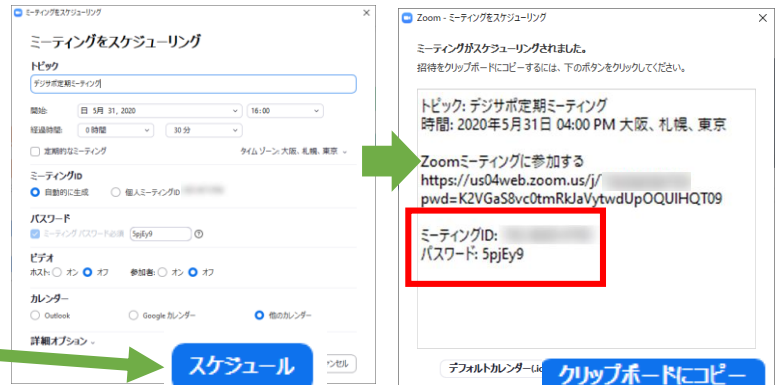 ミーティングをスケジューリング
ミーティングをスケジューリング
トピック
デジサポ定期ミーティング
開始: 日 5月 31, 2020 16:00
経過時間: 0 時間 30 分
定期的なミーティング タイム ゾーン: 大阪、札幌、東京
ミーティングID
自動的に生成 個人ミーティングID
パスワード
ミーティングパスワード必須 5pjEy9
ビデオ
ホスト: オン オフ 参加者: オン オフ
カレンダー
Outlook Google カレンダー 他のカレンダー
詳細オプション
スケジュール
ンセル
Zoom - ミーティングをスケジューリング
ミーティングがスケジューリングされました。
招待をクリップボードにコピーするには、下のボタンをクリックしてください。
トピック: デジサポ定期ミーティング
時間: 2020年5月31日 04:00 PM 大阪、札幌、東京
Zoomミーティングに参加する
https://us04web.zoom.us/j/
pwd=K2VGaS8vc0tmRkJaVytwdUpOQUlHQT09
ミーティングID:
パスワード: 5pjEy9
デフォルトカレンダー
クリップボードにコピー